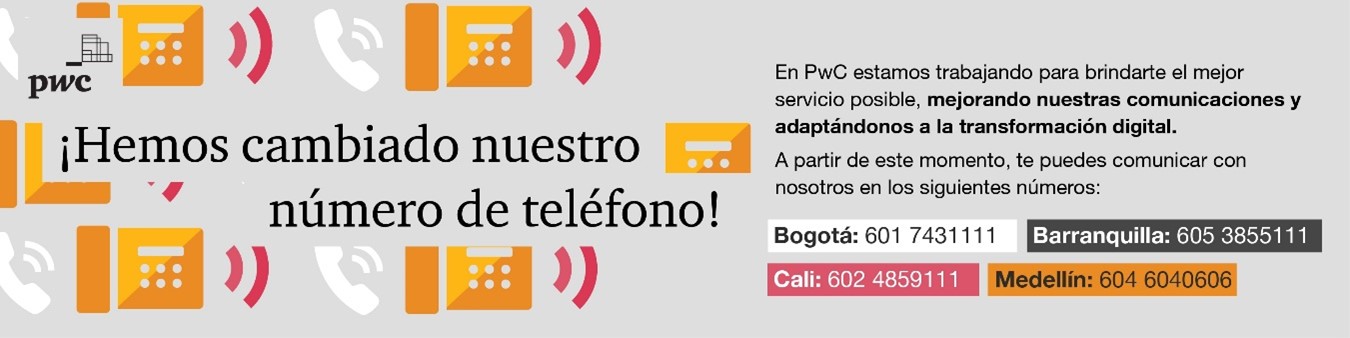 pwc
¡Hemos cambiado nuestro
número de teléfono!
En PwC estamos trabajando para brindarte el mejor
servicio posible, mejorando nuestras comunicaciones y
adaptándonos a la transformación digital.
A partir de este momento, te puedes comunicar con
nosotros en los siguientes números:
Bogotá: 601 7431111 Barranquilla: 605 3855111
Cali: 602 4859111 Medellín: 604 6040606